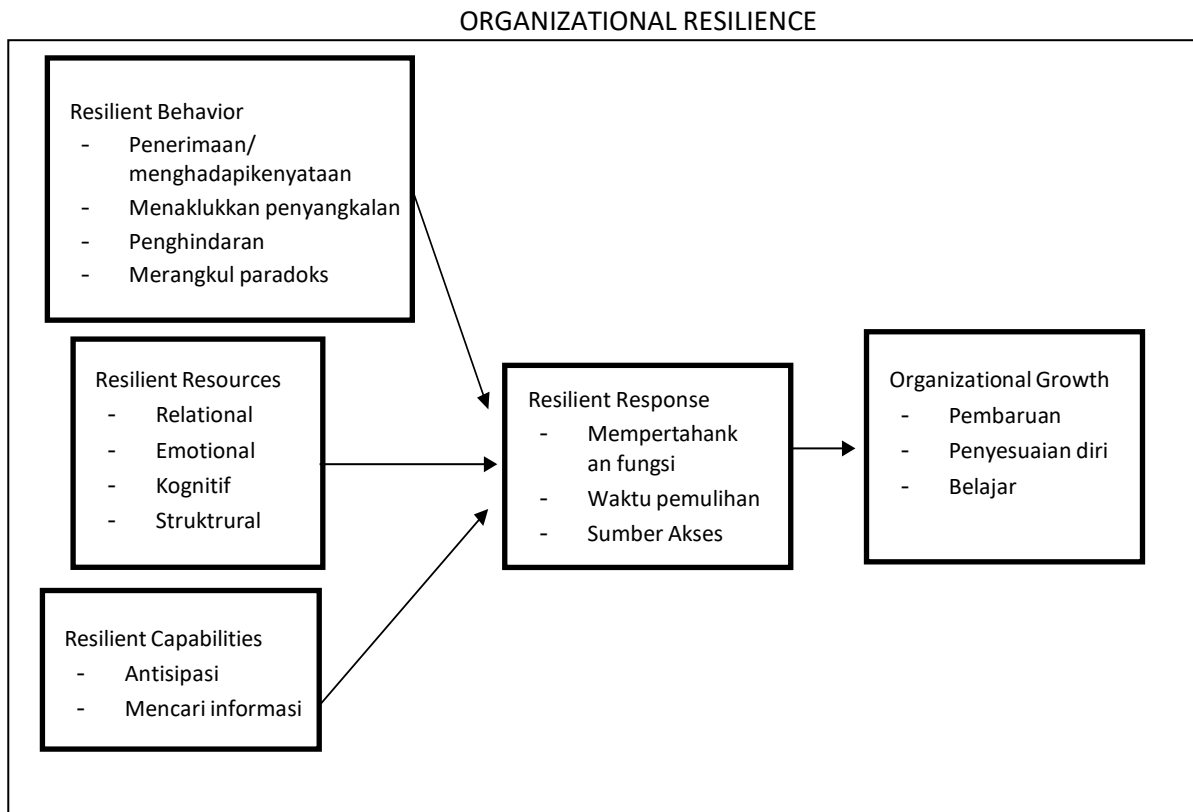 ORGANIZATIONAL RESILIENCE
Resilient Behavior
- Penerimaan/
menghadapikenyataan
- Menaklukkan penyangkalan
- Penghindaran
- Merangkul paradoks
Resilient Resources
- Relational
- Emotional
- Kognitif
- Struktrural
Resilient Capabilities
- Antisipasi
- Mencari informasi
Resilient Response
- Mempertahank
an fungsi
- Waktu pemulihan
- Sumber Akses
Organizational Growth
- Pembaruan
- Penyesuaian diri
- Belajar